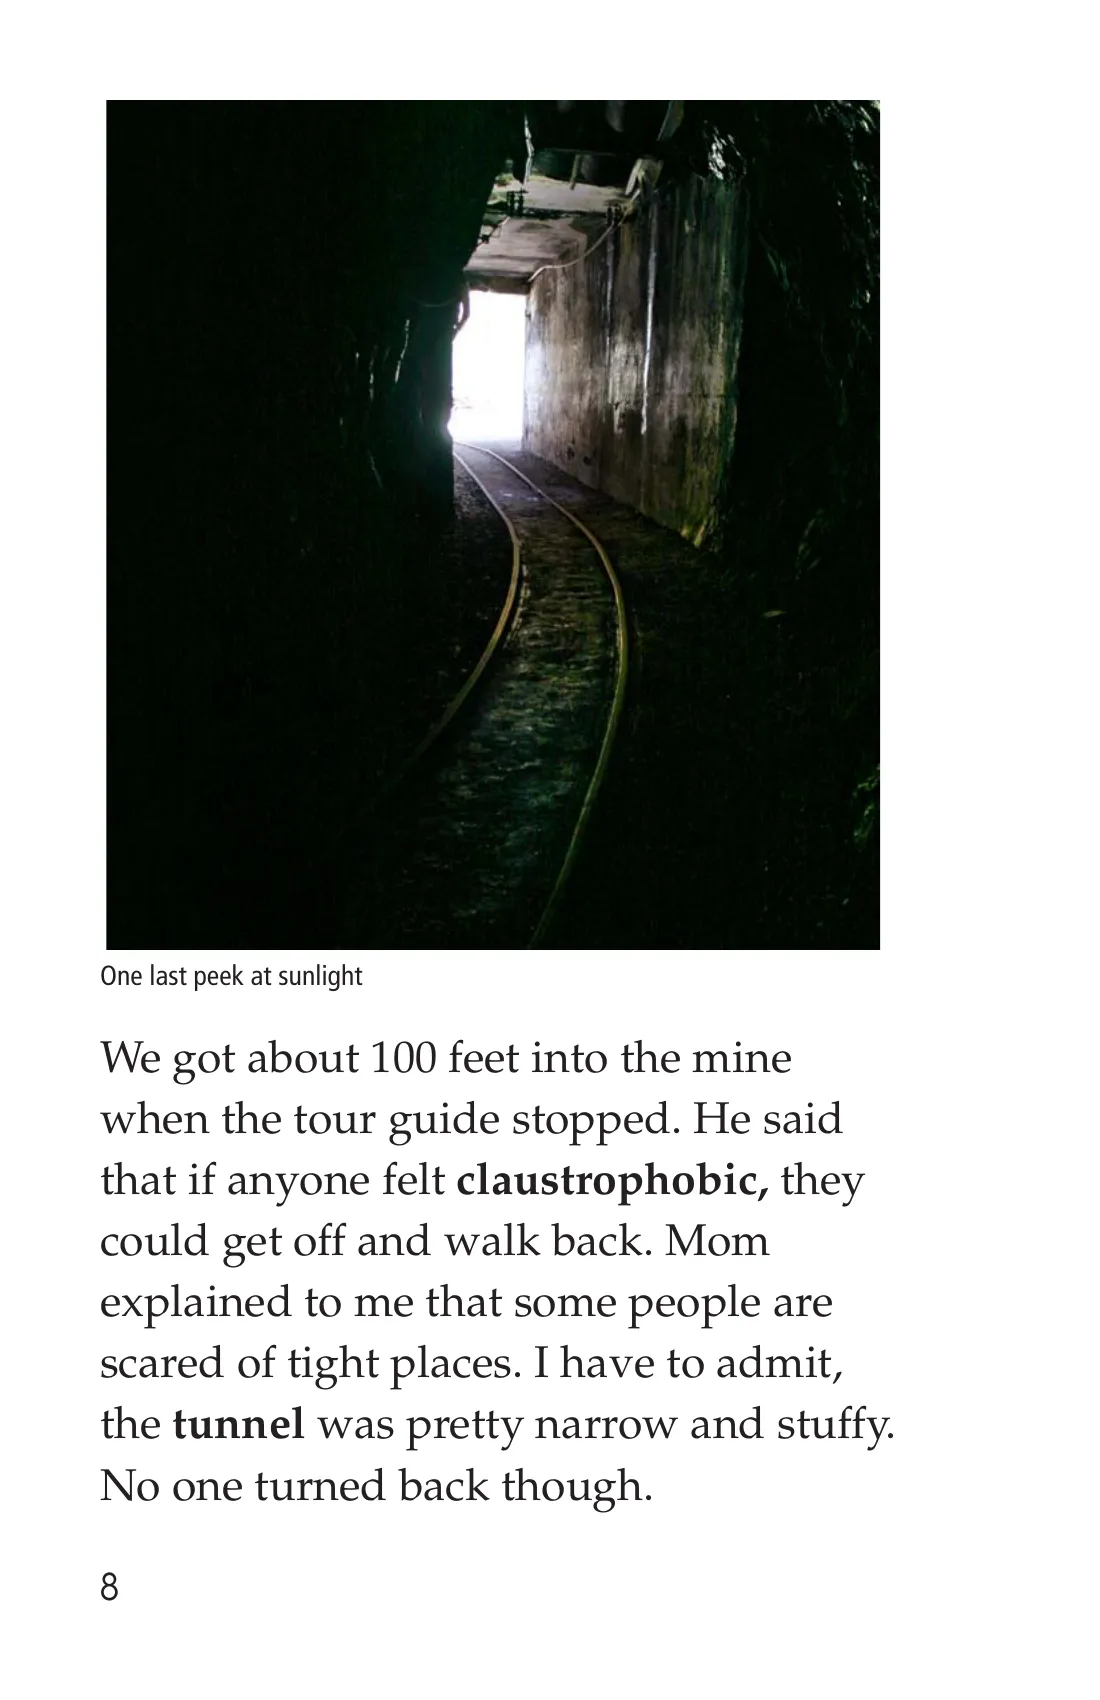 One last peek at sunlight
We got about 100 feet into the mine
when the tour guide stopped. He said
that if anyone felt claustrophobic, they
could get off and walk back. Mom
explained to me that some people are
scared of tight places. I have to admit,
the tunnel was pretty narrow and stuffy.
No one turned back though.
8